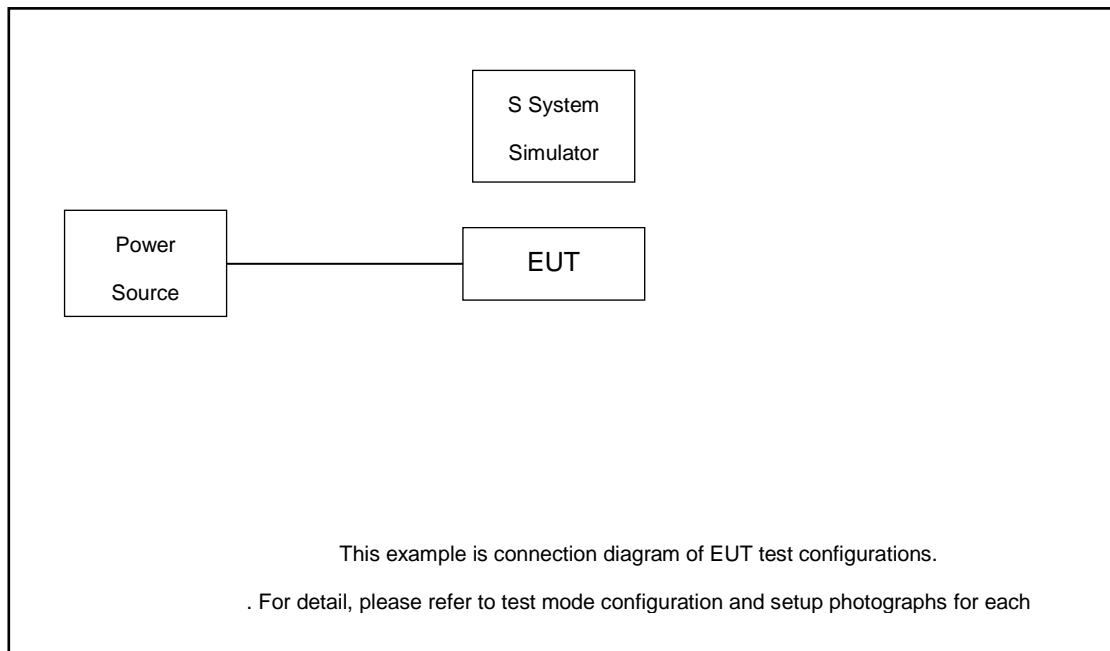 S System
Simulator
Power
Source
EUT
This example is connection diagram of EUT test configurations.
. For detail, please refer to test mode configuration and setup photographs for each